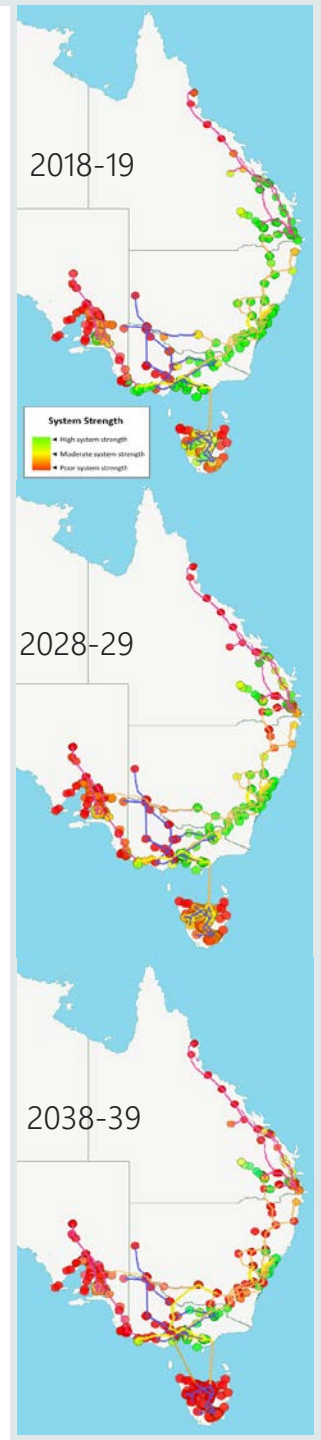 2018-19
System Strength
◄ High system strength
◄ Moderate system strength
◄ Poor system strength
2028-29
2038-39